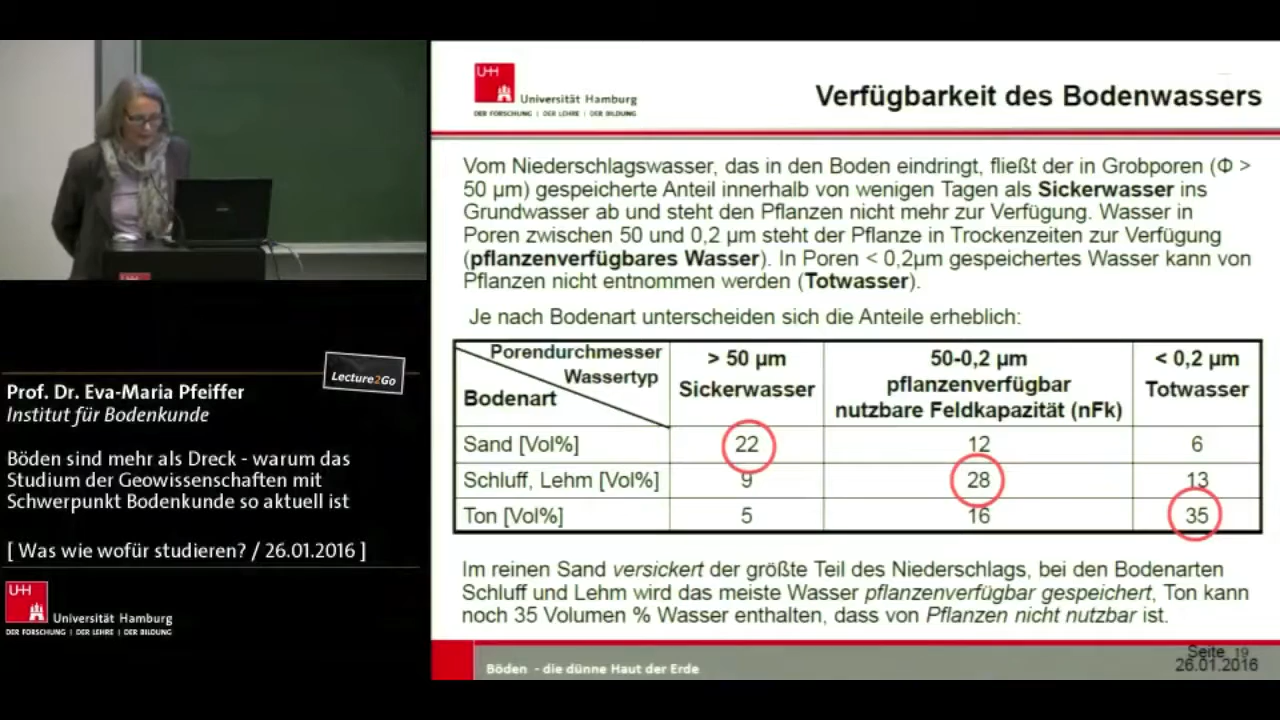 UHH
Universität Hamburg
DER FORSCHUNG | DER LEHRE | DER BILDUNG
Verfügbarkeit des Bodenwassers
Vom Niederschlagswasser, das in den Boden eindringt, fließt der in Grobporen (Φ >
50 µm) gespeicherte Anteil innerhalb von wenigen Tagen als Sickerwasser ins
Grundwasser ab und steht den Pflanzen nicht mehr zur Verfügung. Wasser in
Poren zwischen 50 und 0,2 µm steht der Pflanze in Trockenzeiten zur Verfügung
(pflanzenverfügbares Wasser). In Poren < 0,2µm gespeichertes Wasser kann von
Pflanzen nicht entnommen werden (Totwasser).
Je nach Bodenart unterscheiden sich die Anteile erheblich:
Porendurchmesser
Wassertyp
Bodenart
> 50 µm
Sickerwasser
50-0,2 µm
pflanzenverfügbar
nutzbare Feldkapazität (nFk)
< 0,2 µm
Totwasser
Sand [Vol%] 22 12 6
Schluff, Lehm [Vol%] 9 28 13
Ton [Vol%] 5 16 35
Im reinen Sand versickert der größte Teil des Niederschlags, bei den Bodenarten
Schluff und Lehm wird das meiste Wasser pflanzenverfügbar gespeichert, Ton kann
noch 35 Volumen % Wasser enthalten, dass von Pflanzen nicht nutzbar ist.
Böden - die dünne Haut der Erde
Seite 19
26.01.2016
Lecture2Go
Prof. Dr. Eva-Maria Pfeiffer
Institut für Bodenkunde
Böden sind mehr als Dreck - warum das
Studium der Geowissenschaften mit
Schwerpunkt Bodenkunde so aktuell ist
[ Was wie wofür studieren? / 26.01.2016 ]
UHH
Universität Hamburg
DER FORSCHUNG | DER LEHRE | DER BILDUNG